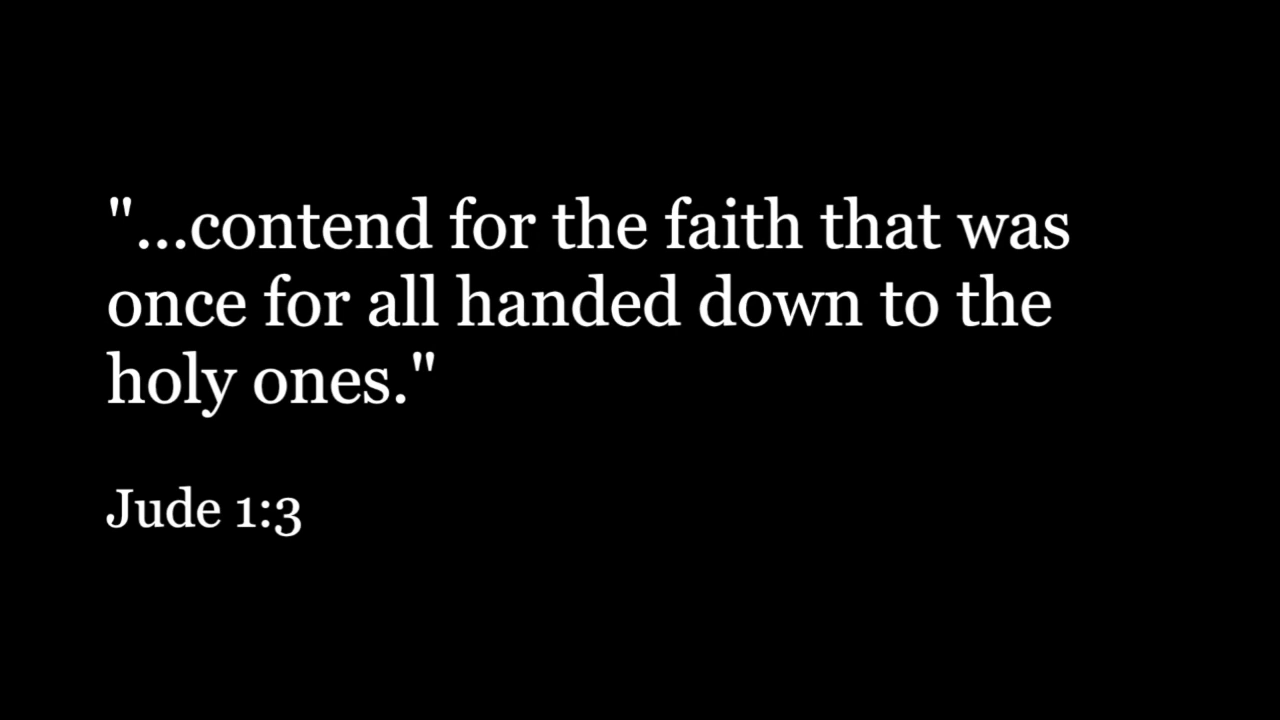 "...contend for the faith that was
once for all handed down to the
holy ones."
Jude 1:3